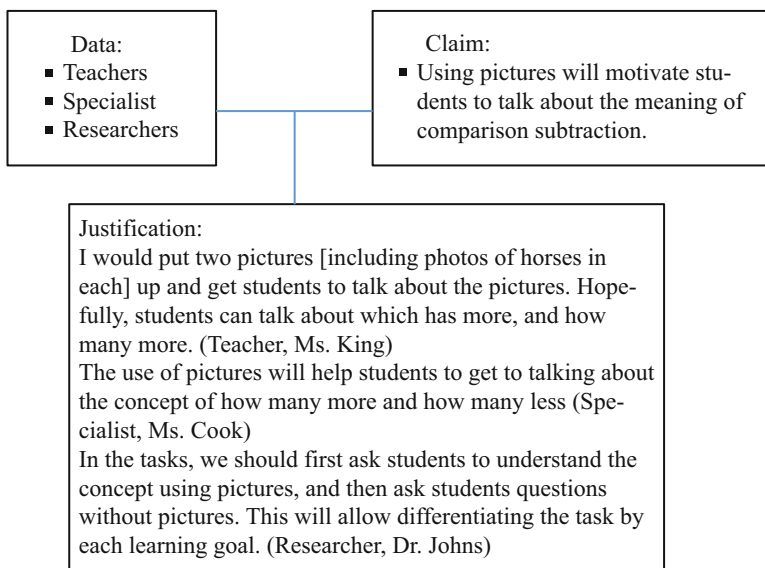 Data:
▪ Teachers
▪ Specialist
▪ Researchers
Claim:
▪ Using pictures will motivate stu-
dents to talk about the meaning of
comparison subtraction.
Justification:
I would put two pictures [including photos of horses in
each] up and get students to talk about the pictures. Hope-
fully, students can talk about which has more, and how
many more. (Teacher, Ms. King)
The use of pictures will help students to get to talking about
the concept of how many more and how many less (Spe-
cialist, Ms. Cook)
In the tasks, we should first ask students to understand the
concept using pictures, and then ask students questions
without pictures. This will allow differentiating the task by
each learning goal. (Researcher, Dr. Johns)